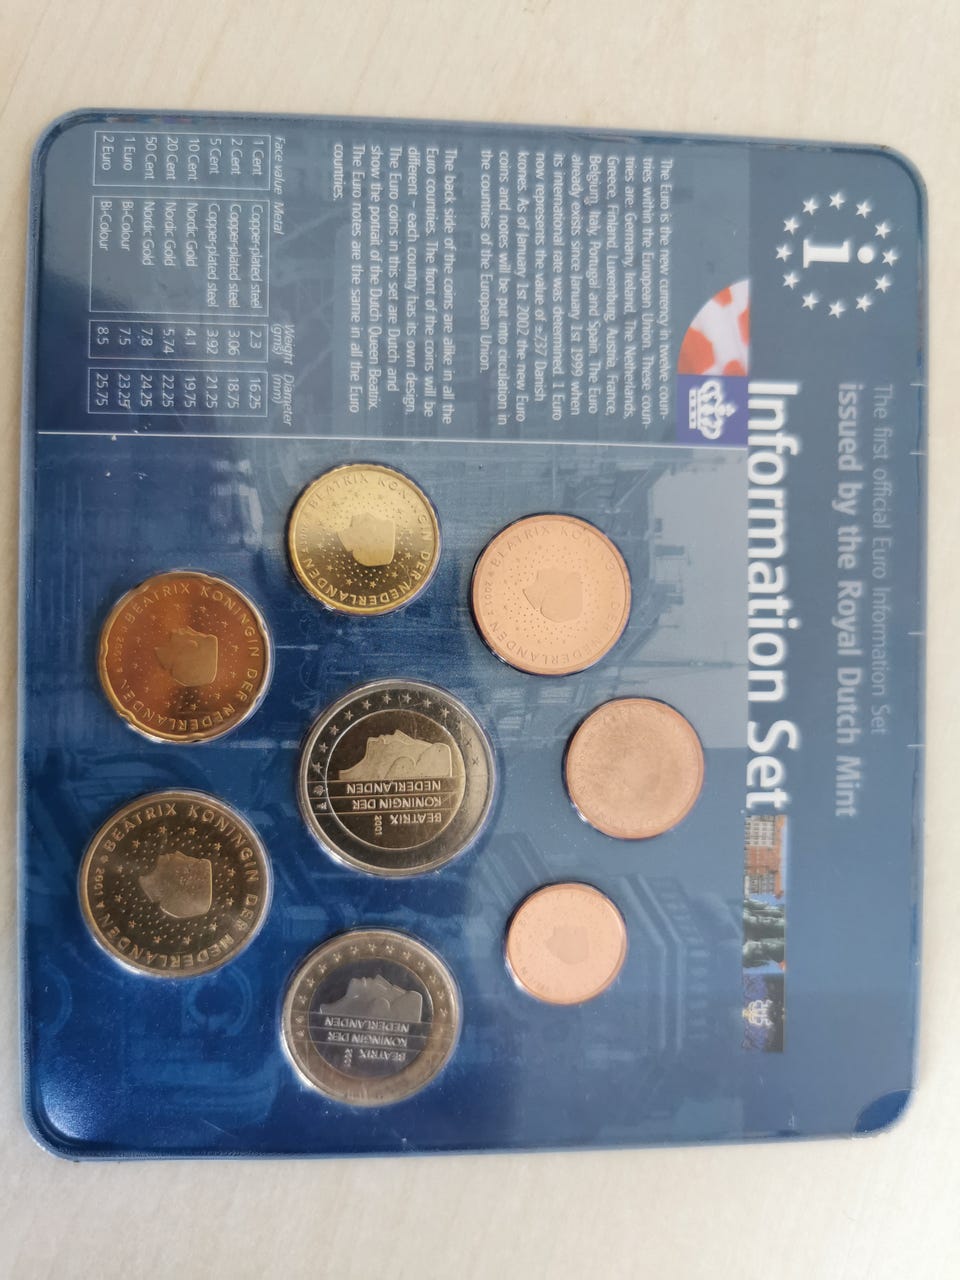 The first official Euro Information Set
issued by the Royal Dutch Mint
i
Information Set
The Euro is the new currency in twelve coun-
tries within the European Union. These coun-
tries are: Germany, Ireland, The Netherlands,
Greece, Finland, Luxemburg, Austria, France,
Belgium, Italy, Portugal and Spain. The Euro
already exists since January 1st 1999 when
its international rate was determined. 1 Euro
now represents the value of ±7,37 Danish
krones. As of January 1st 2002 the new Euro
coins and notes will be put into circulation in
the countries of the European Union.
The back side of the coins are alike in all the
Euro countries. The front of the coins will be
different - each country has its own design.
The Euro coins in this set are Dutch and
show the portrait of the Dutch Queen Beatrix.
The Euro notes are the same in all the Euro
countries.
Face value Metal Weight (gms) Diameter (mm)
1 Cent Copper-plated steel 2.3 16.25
2 Cent Copper-plated steel 3.06 18.75
5 Cent Copper-plated steel 3.92 21.25
10 Cent Nordic Gold 4.1 19.75
20 Cent Nordic Gold 5.74 22.25
50 Cent Nordic Gold 7.8 24.25
1 Euro Bi-Colour 7.5 23.25
2 Euro Bi-Colour 8.5 25.75
BEATRIX KONINGIN DER NEDERLANDEN 2001
BEATRIX KONINGIN DER NEDERLANDEN 2001
BEATRIX KONINGIN DER NEDERLANDEN 2001
BEATRIX KONINGIN DER NEDERLANDEN 2001
BEATRIX 2001
KONINGIN DER
NEDERLANDEN
BEATRIX 2001
KONINGIN DER
NEDERLANDEN